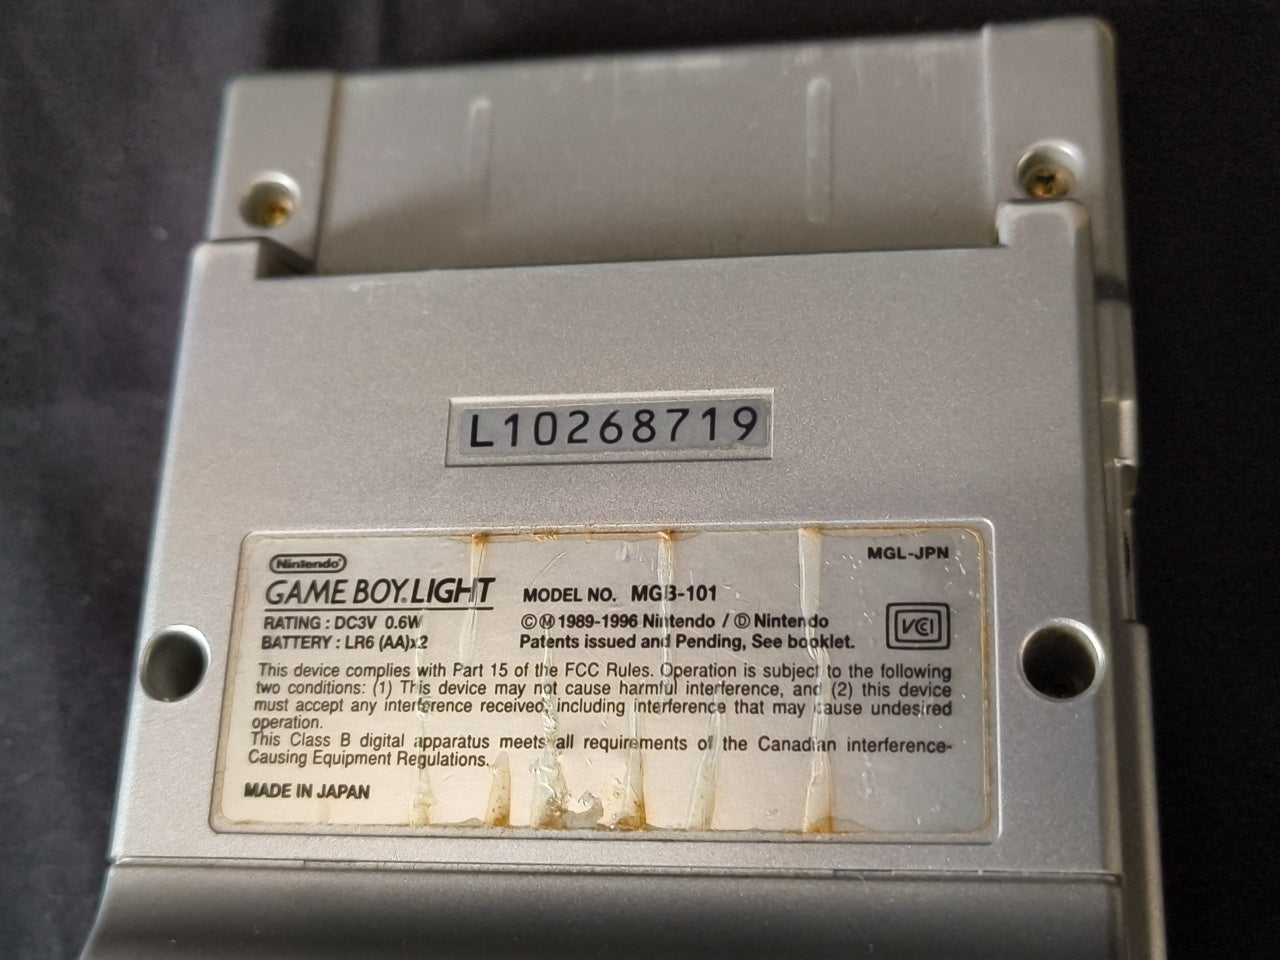 L10268719
Nintendo
GAME BOY LIGHT
RATING : DC3V 0.6W
BATTERY : LR6 (AA)x2
MODEL NO. MGB-101
©Ⓜ1989-1996 Nintendo / Ⓓ Nintendo
Patents issued and Pending, See booklet.
MGL-JPN
VCI
This device complies with Part 15 of the FCC Rules. Operation is subject to the following
two conditions: (1) This device may not cause harmful interference, and (2) this device
must accept any interference received, including interference that may cause undesired
operation.
This Class B digital apparatus meets all requirements of the Canadian interference-
Causing Equipment Regulations.
MADE IN JAPAN